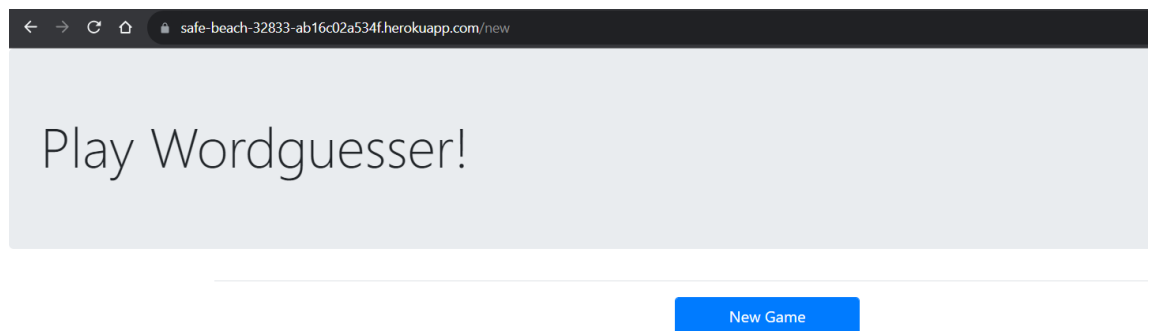 safe-beach-32833-ab16c02a534f.herokuapp.com/new
Play Wordguesser!
New Game